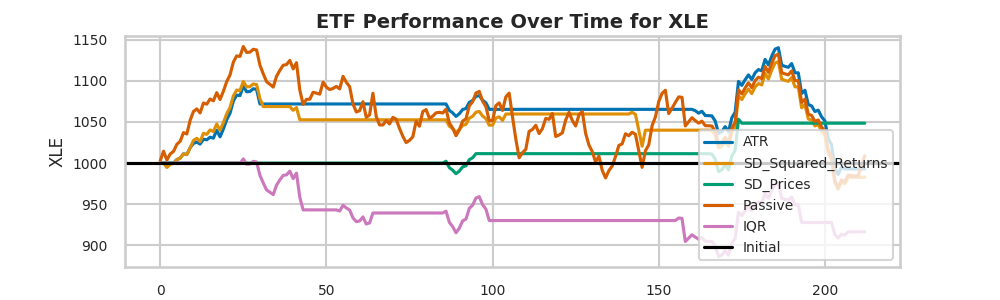 ETF Performance Over Time for XLE
1150
1100
1050
1000
950
900
XLE
ATR
SD_Squared_Returns
SD_Prices
Passive
IQR
Initial
0 50 100 150 200